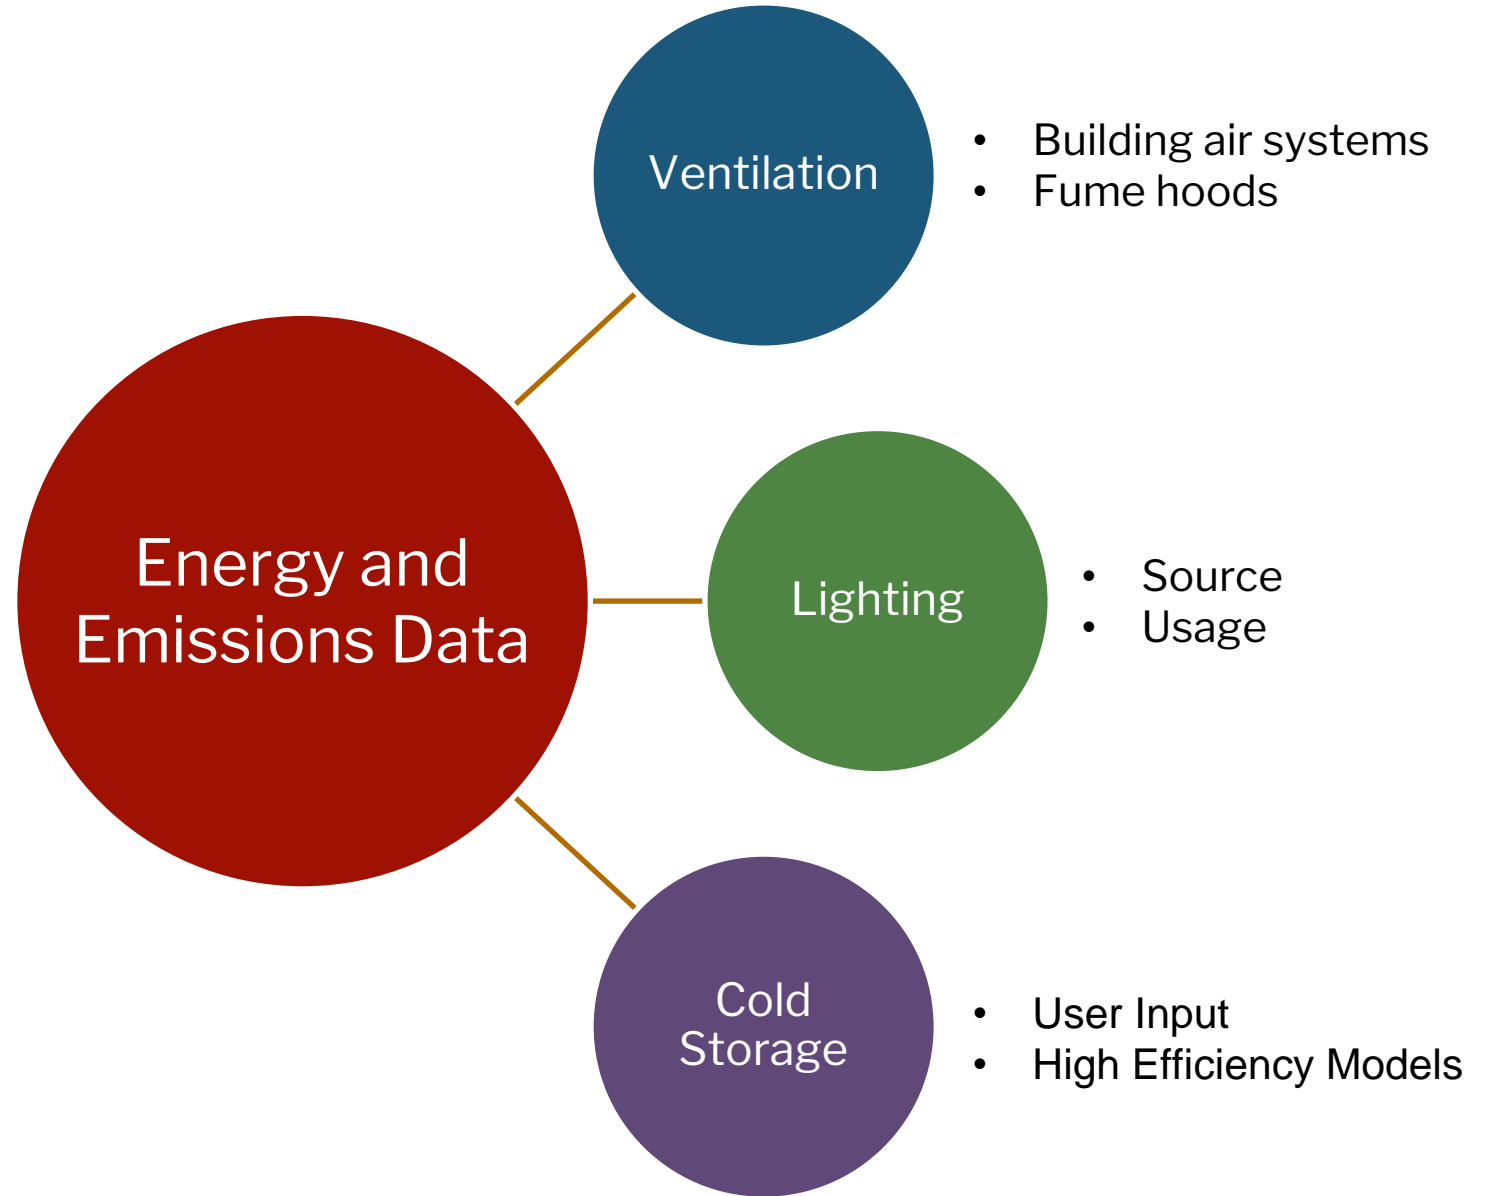 Energy and
Emissions Data
Ventilation
• Building air systems
• Fume hoods
Lighting
• Source
• Usage
Cold
Storage
• User Input
• High Efficiency Models